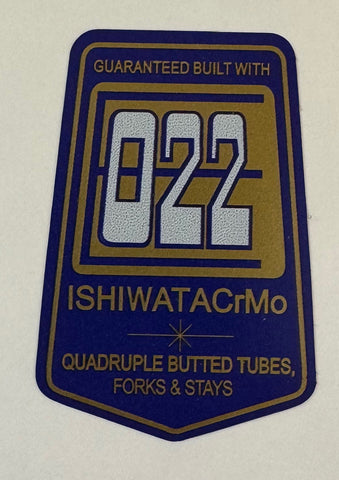 GUARANTEED BUILT WITH
022
ISHIWATACrMo
QUADRUPLE BUTTED TUBES,
FORKS & STAYS